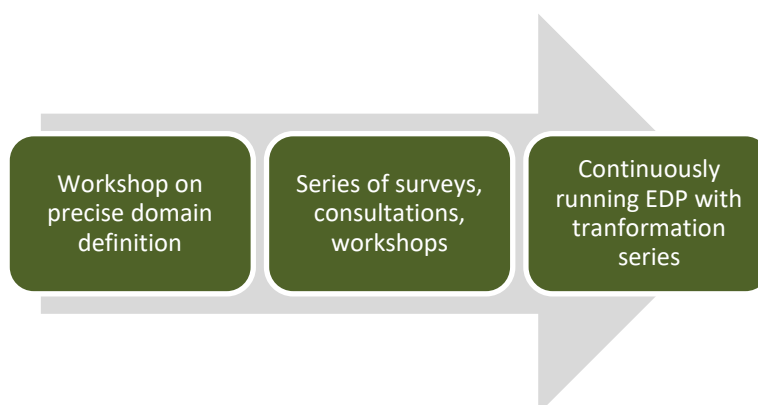 Workshop on
precise domain
definition
Series of surveys,
consultations,
workshops
Continuously
running EDP with
tranformation
series